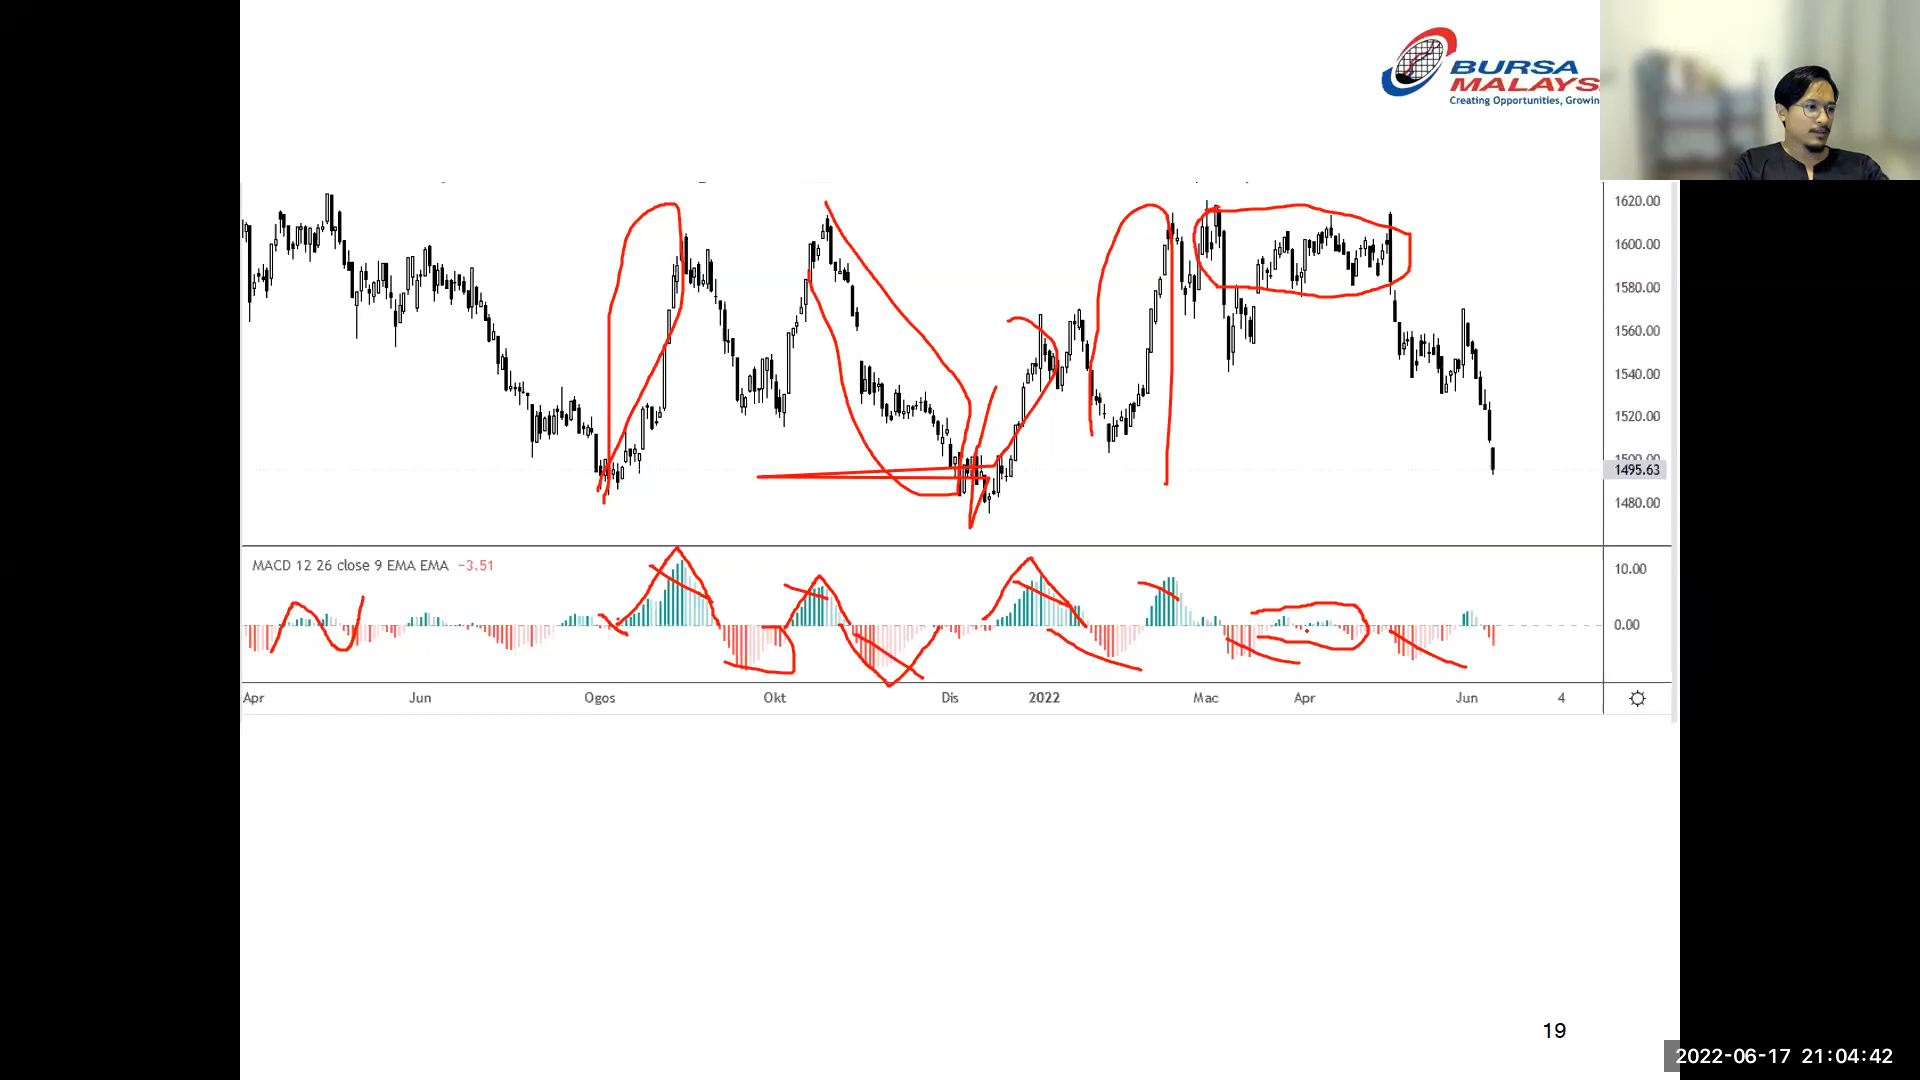 BURSA
MALAYS
Creating Opportunities, Growin
1620.00
1600.00
1580.00
1560.00
1540.00
1520.00
1500.00
1495.63
1480.00
MACD 12 26 close 9 EMA EMA −3.51
10.00
0.00
Apr Jun Ogos Okt Dis 2022 Mac Apr Jun 4
19
2022-06-17 21:04:42